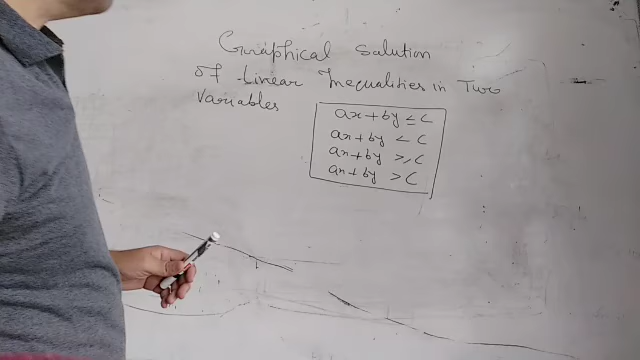 Graphical Solution
of Linear Inequalities in Two
Variables
ax + by ≤ C
ax + by < C
ax + by ≥ C
ax + by > C